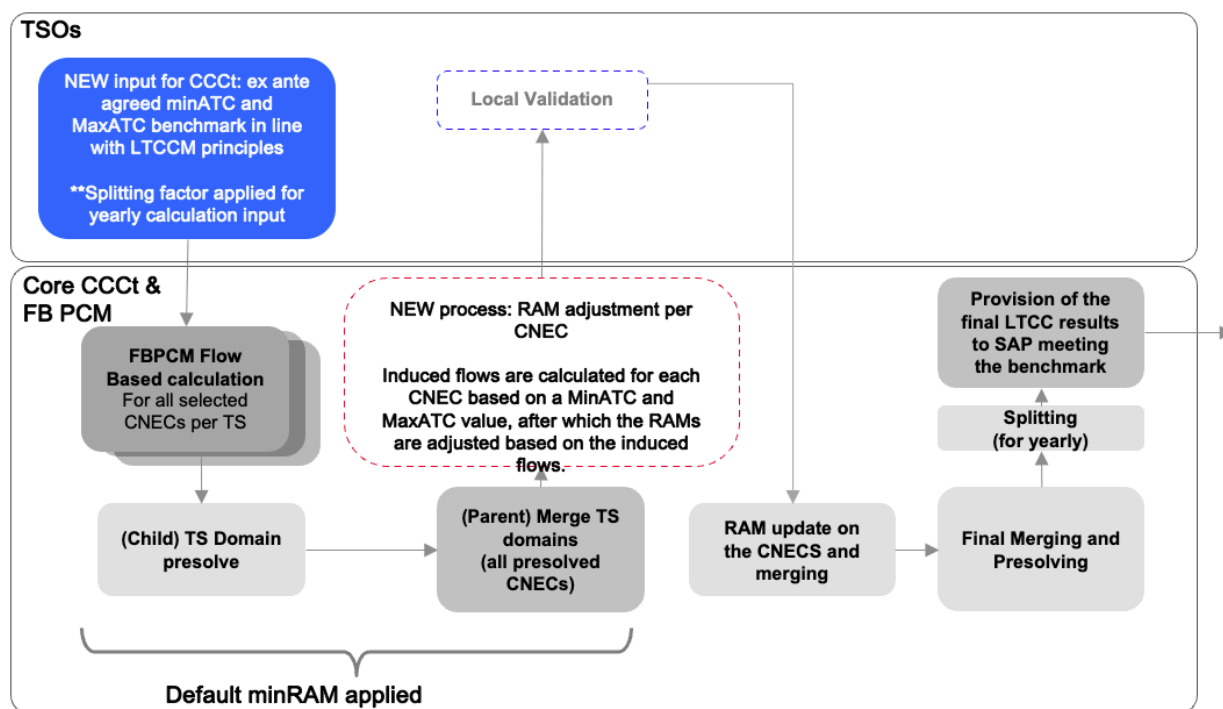 TSOs
NEW input for CCCt: ex ante
agreed minATC and
MaxATC benchmark in line
with LTCCM principles
**Splitting factor applied for
yearly calculation input
Local Validation
Core CCCt &
FB PCM
FBPCM Flow
Based calculation
For all selected
CNECs per TS
NEW process: RAM adjustment per
CNEC
Induced flows are calculated for each
CNEC based on a MinATC and
MaxATC value, after which the RAMs
are adjusted based on the induced
flows.
Provision of the
final LTCC results
to SAP meeting
the benchmark
Splitting
(for yearly)
(Child) TS Domain
presolve
(Parent) Merge TS
domains
(all presolved
CNECs)
RAM update on
the CNECS and
merging
Final Merging and
Presolving
Default minRAM applied